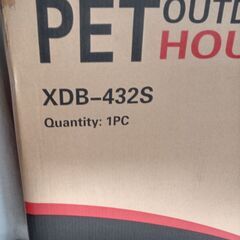 PET OUTD
HOU
XDB-432S
Quantity: 1PC